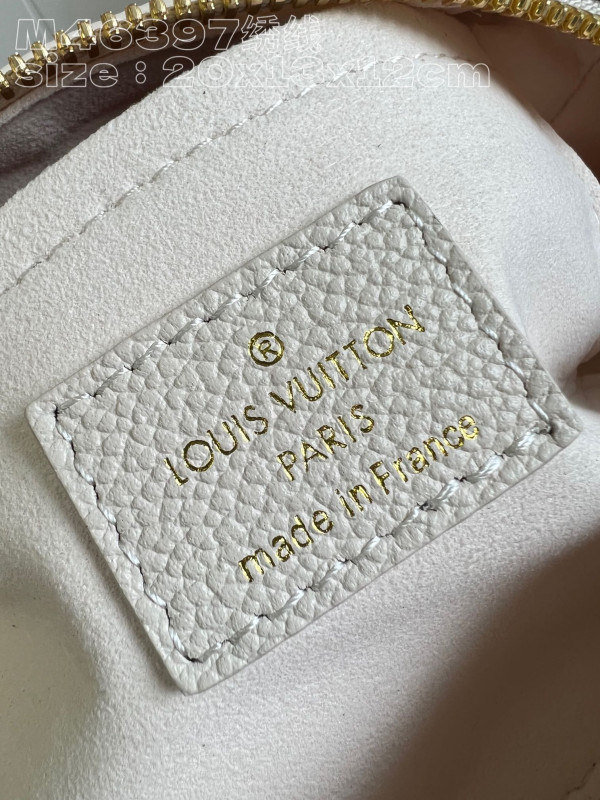 M46397绣线
Size：20x13x12cm
®
LOUIS VUITTON
PARIS
made in France